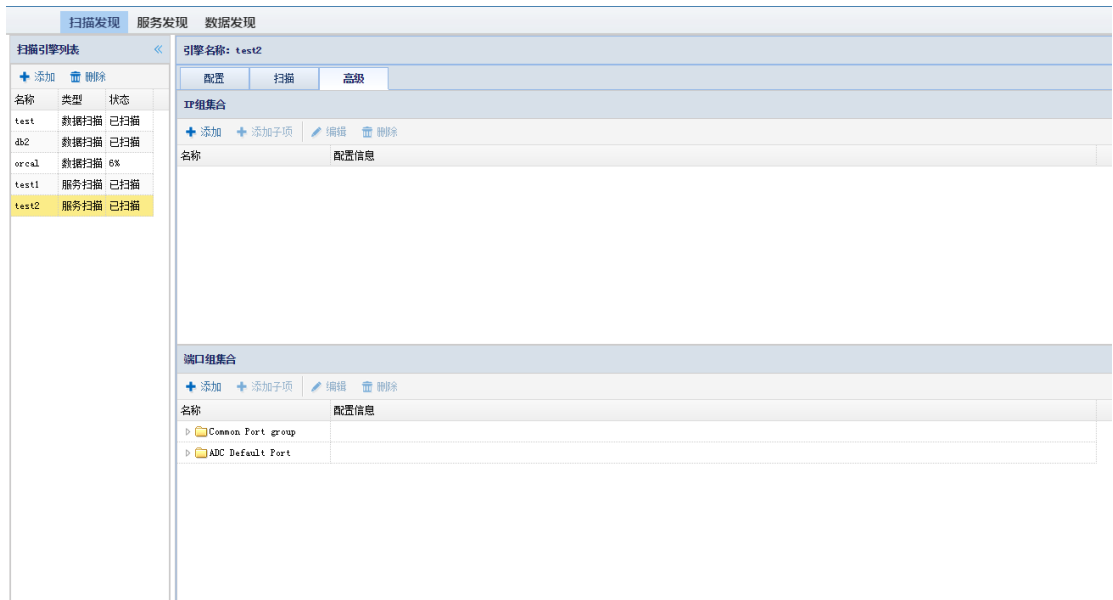 扫描发现 服务发现 数据发现
扫描引擎列表
添加 删除
名称 类型 状态
test 数据扫描 已扫描
db2 数据扫描 已扫描
orcal 数据扫描 6%
test1 服务扫描 已扫描
test2 服务扫描 已扫描
引擎名称: test2
配置 扫描 高级
IP组集合
添加 添加子项 编辑 删除
名称 配置信息
端口组集合
添加 添加子项 编辑 删除
名称 配置信息
Common Port group
ADC Default Port